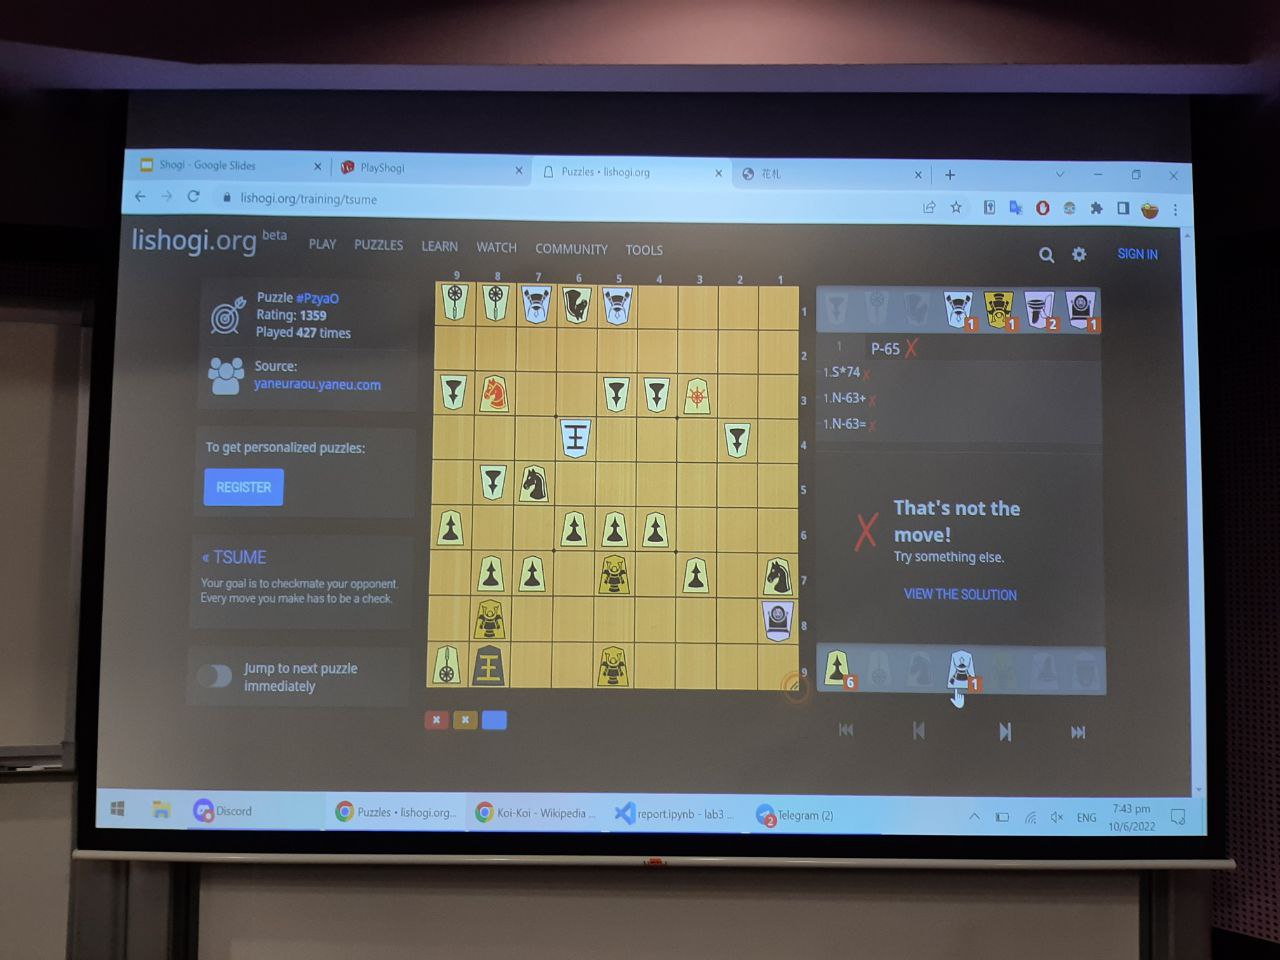 Shogi - Google Slides
PlayShogi
Puzzles • lishogi.org
花札
lishogi.org/training/tsume
lishogi.org beta
PLAY PUZZLES LEARN WATCH COMMUNITY TOOLS
SIGN IN
Puzzle #PzyaO
Rating: 1359
Played 427 times
Source:
yaneuraou.yaneu.com
To get personalized puzzles:
REGISTER
« TSUME
Your goal is to checkmate your opponent.
Every move you make has to be a check.
Jump to next puzzle
immediately
9 8 7 6 5 4 3 2 1
1
2
3
4
5
6
7
8
9
王
王
1 1 2 1
1 P-65
1.S*74
1.N-63+
1.N-63=
That's not the
move!
Try something else.
VIEW THE SOLUTION
6 1
Discord
Puzzles • lishogi.org...
Koi-Koi - Wikipedia ...
report.ipynb - lab3 ...
2
Telegram (2)
ENG
7:43 pm
10/6/2022